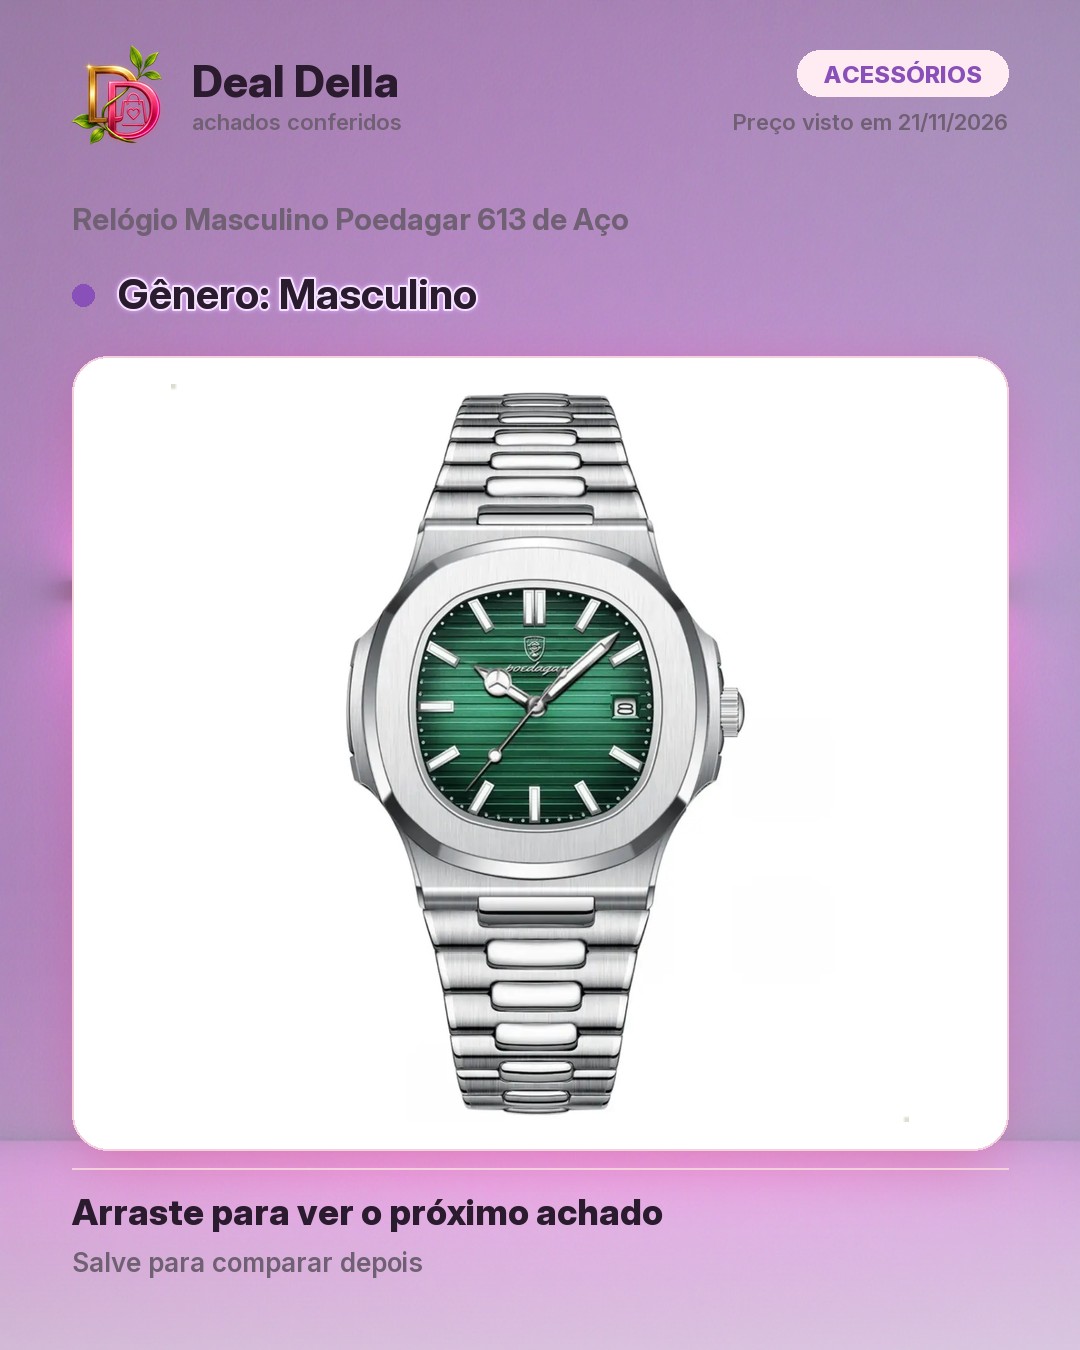 Deal Della
achados conferidos
ACESSÓRIOS
Preço visto em 21/11/2026
Relógio Masculino Poedagar 613 de Aço
Gênero: Masculino
poedagar
8
Arraste para ver o próximo achado
Salve para comparar depois